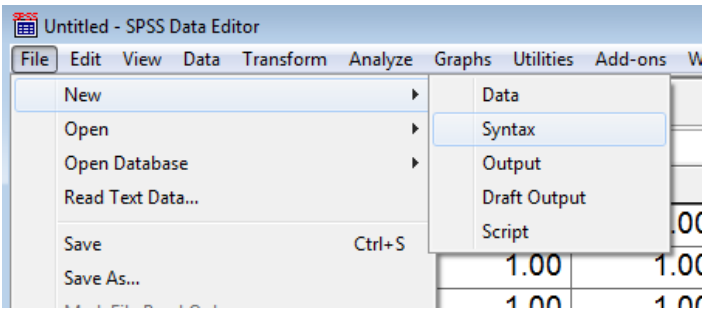 SPSS
Untitled - SPSS Data Editor
File Edit View Data Transform Analyze Graphs Utilities Add-ons W
New
Open
Open Database
Read Text Data...
Save Ctrl+S
Save As...
Data
Syntax
Output
Draft Output
Script
.00
1.00 1.00
1.00 1.00